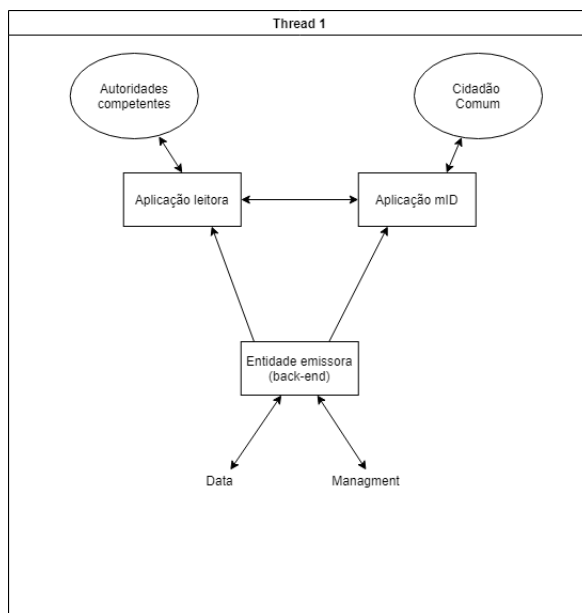 Thread 1
Autoridades
competentes
Cidadão
Comum
Aplicação leitora
Aplicação mID
Entidade emissora
(back-end)
Data
Managment